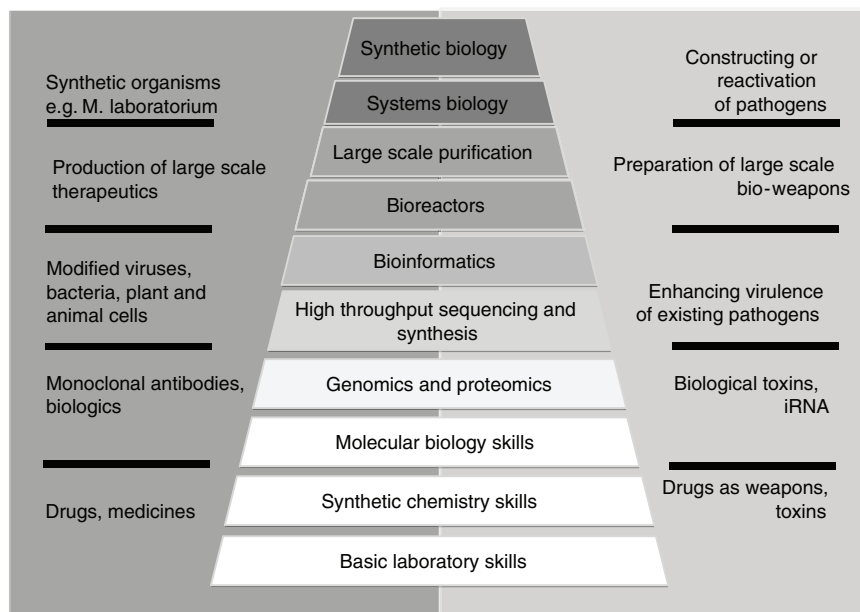 Synthetic biology
Systems biology
Large scale purification
Bioreactors
Bioinformatics
High throughput sequencing and
synthesis
Genomics and proteomics
Molecular biology skills
Synthetic chemistry skills
Basic laboratory skills
Synthetic organisms
e.g. M. laboratorium
Production of large scale
therapeutics
Modified viruses,
bacteria, plant and
animal cells
Monoclonal antibodies,
biologics
Drugs, medicines
Constructing or
reactivation
of pathogens
Preparation of large scale
bio-weapons
Enhancing virulence
of existing pathogens
Biological toxins,
iRNA
Drugs as weapons,
toxins